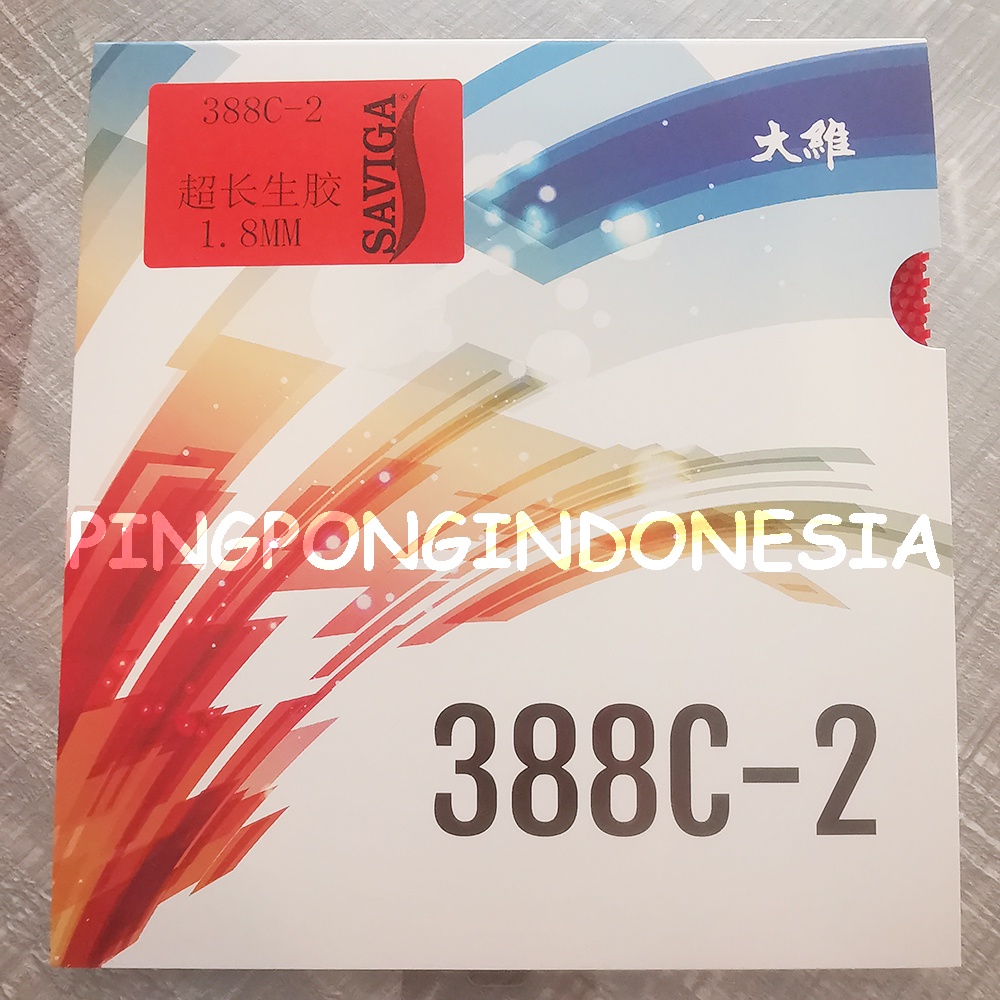 388C-2
超长生胶
1.8MM
SAVIGA
大維
PINGPONGINDONESIA
388C-2